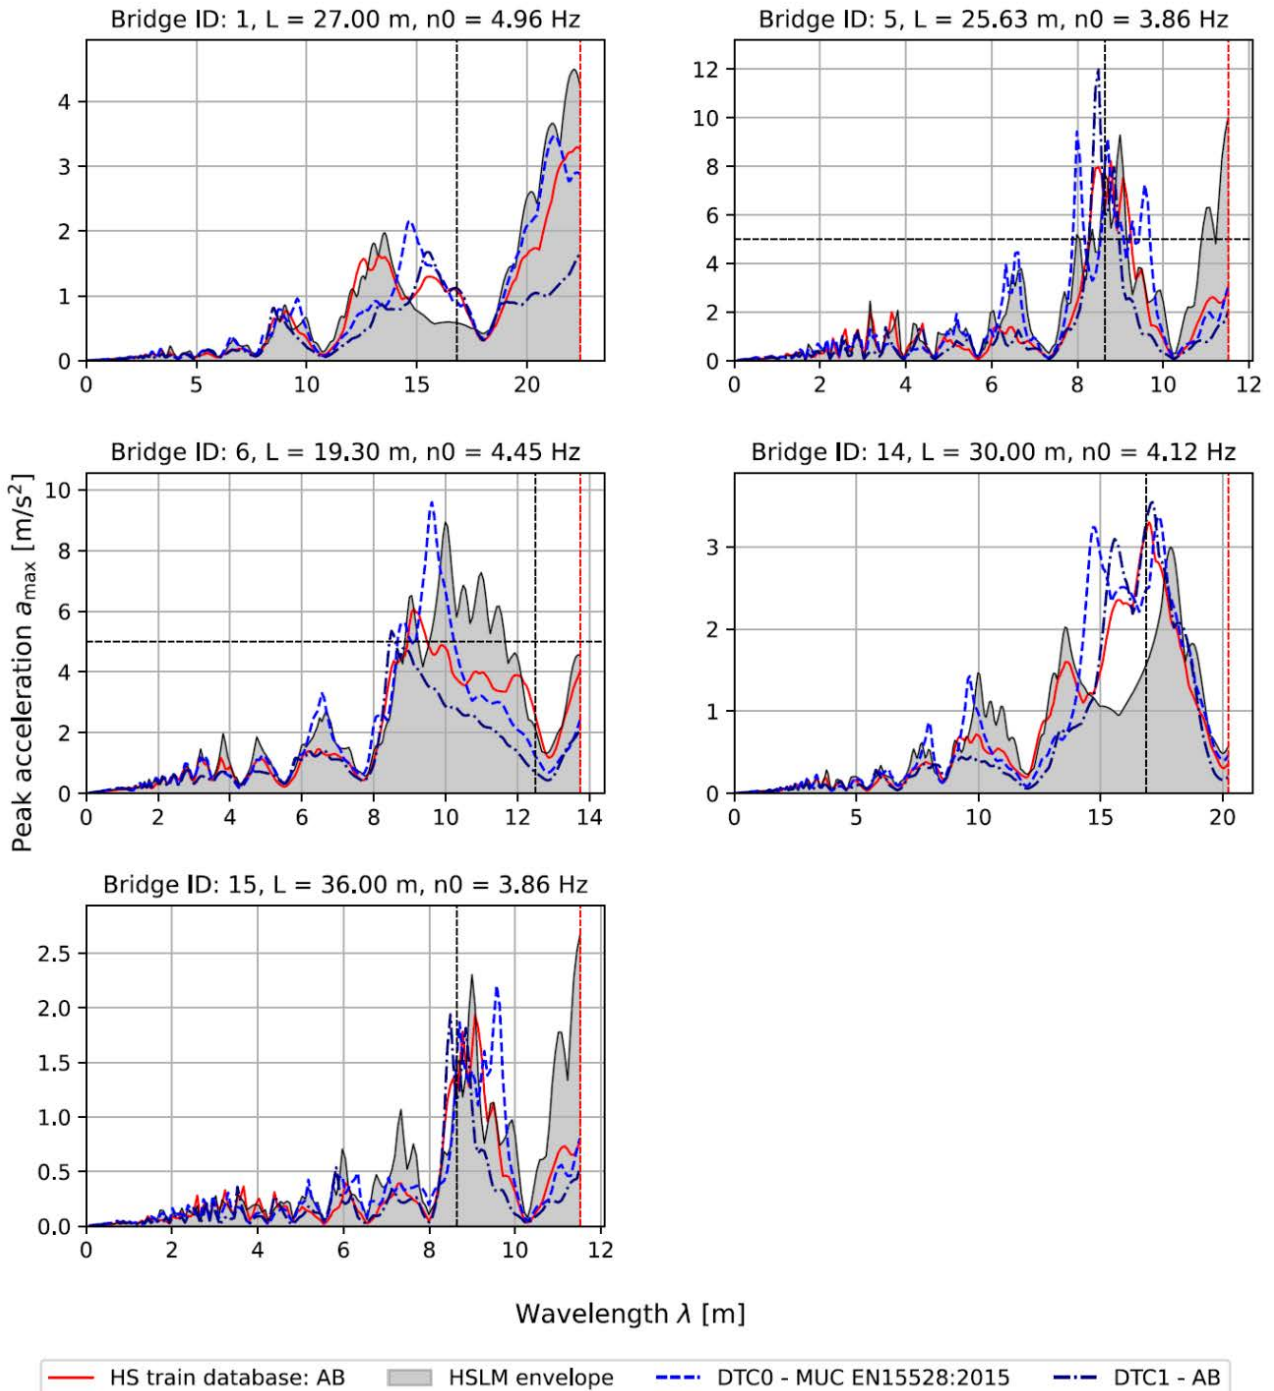 Bridge ID: 1, L = 27.00 m, n0 = 4.96 Hz
4
3
2
1
0
0 5 10 15 20
Bridge ID: 5, L = 25.63 m, n0 = 3.86 Hz
12
10
8
6
4
2
0
0 2 4 6 8 10 12
Bridge ID: 6, L = 19.30 m, n0 = 4.45 Hz
10
8
6
4
2
0
0 2 4 6 8 10 12 14
Bridge ID: 14, L = 30.00 m, n0 = 4.12 Hz
3
2
1
0
0 5 10 15 20
Peak acceleration a_max [m/s²]
Bridge ID: 15, L = 36.00 m, n0 = 3.86 Hz
2.5
2.0
1.5
1.0
0.5
0.0
0 2 4 6 8 10 12
Wavelength λ [m]
HS train database: AB HSLM envelope DTC0 - MUC EN15528:2015 DTC1 - AB